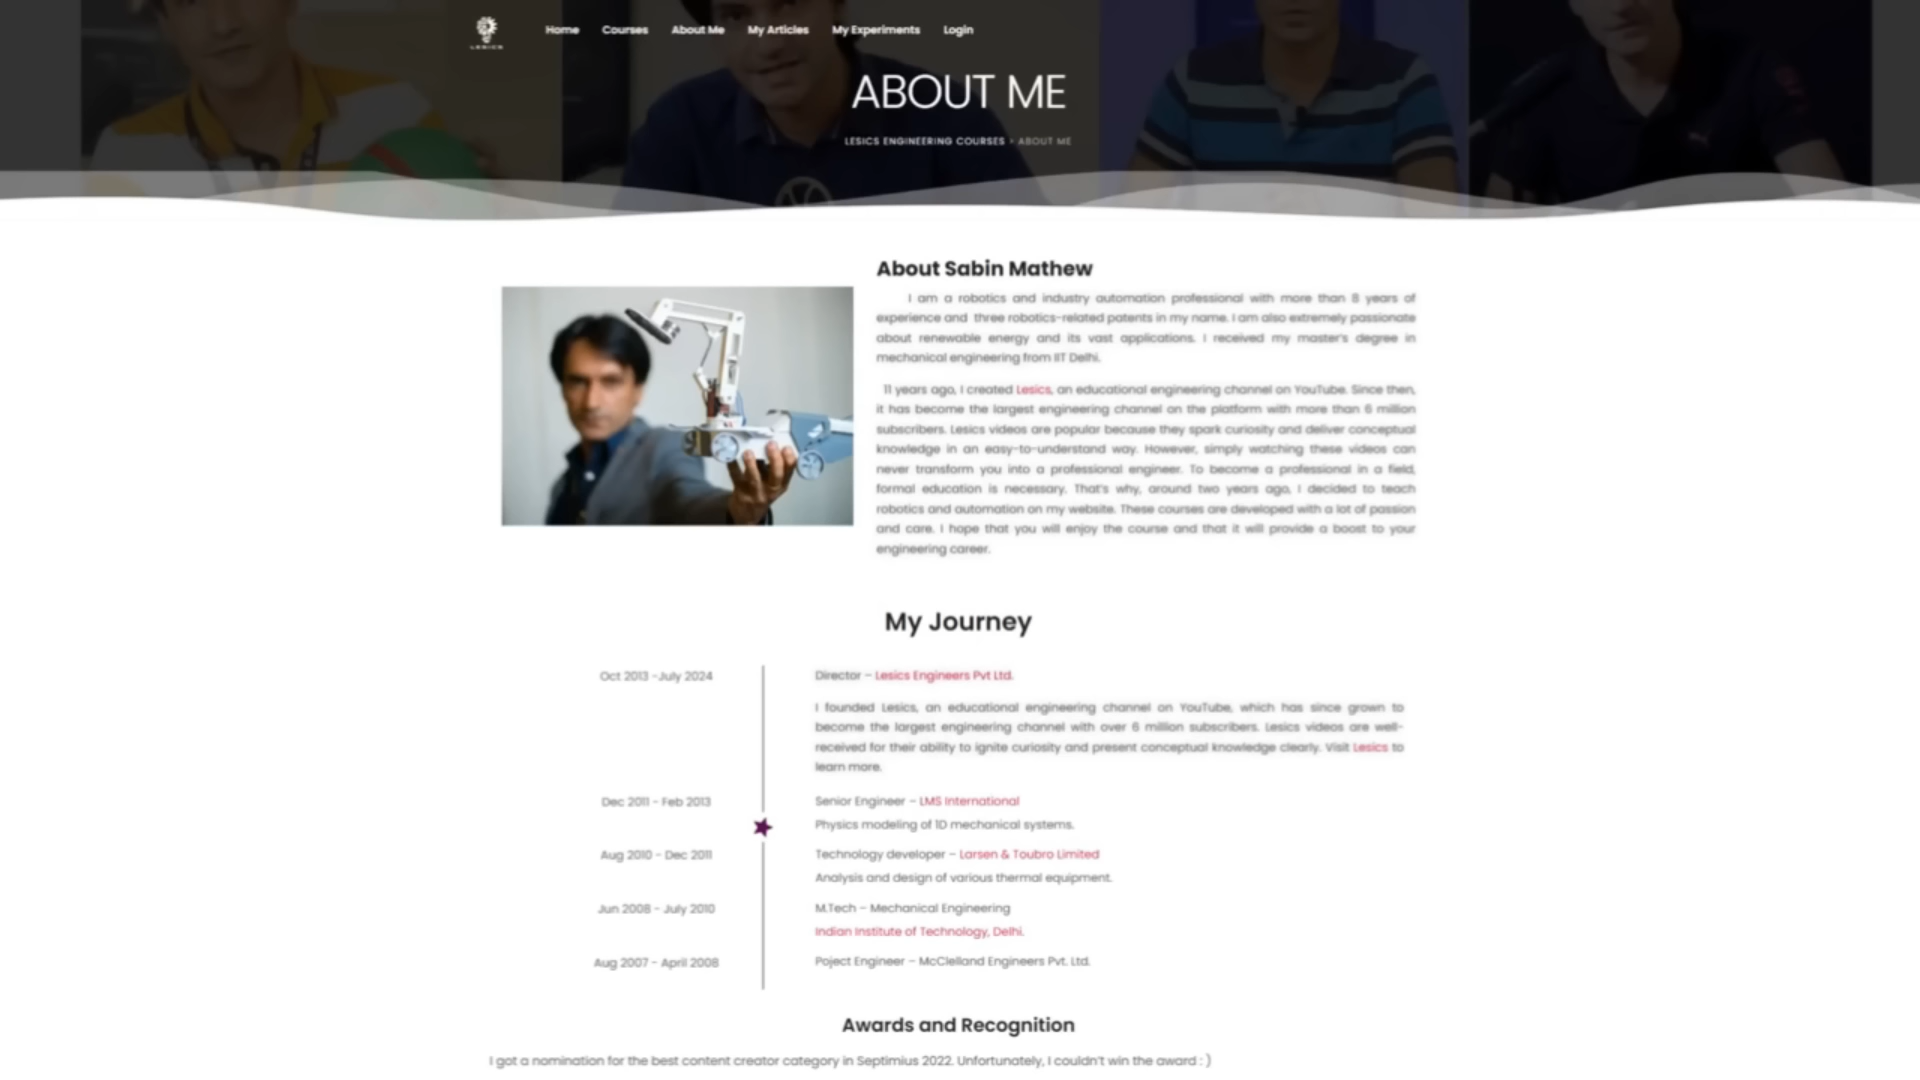 LESICS
Home Courses About Me My Articles My Experiments Login
ABOUT ME
LESICS ENGINEERING COURSES > ABOUT ME
About Sabin Mathew
I am a robotics and industry automation professional with more than 8 years of
experience and three robotics-related patents in my name. I am also extremely passionate
about renewable energy and its vast applications. I received my master's degree in
mechanical engineering from IIT Delhi.
11 years ago, I created Lesics, an educational engineering channel on YouTube. Since then,
it has become the largest engineering channel on the platform with more than 6 million
subscribers. Lesics videos are popular because they spark curiosity and deliver conceptual
knowledge in an easy-to-understand way. However, simply watching these videos can
never transform you into a professional engineer. To become a professional in a field,
formal education is necessary. That's why, around two years ago, I decided to teach
robotics and automation on my website. These courses are developed with a lot of passion
and care. I hope that you will enjoy the course and that it will provide a boost to your
engineering career.
My Journey
Oct 2013 -July 2024
Director – Lesics Engineers Pvt Ltd.
I founded Lesics, an educational engineering channel on YouTube, which has since grown to
become the largest engineering channel with over 6 million subscribers. Lesics videos are well-
received for their ability to ignite curiosity and present conceptual knowledge clearly. Visit Lesics to
learn more.
Dec 2011 - Feb 2013
Senior Engineer – LMS International
Physics modeling of 1D mechanical systems.
Aug 2010 - Dec 2011
Technology developer – Larsen & Toubro Limited
Analysis and design of various thermal equipment.
Jun 2008 - July 2010
M.Tech – Mechanical Engineering
Indian Institute of Technology, Delhi.
Aug 2007 - April 2008
Poject Engineer – McClelland Engineers Pvt. Ltd.
Awards and Recognition
I got a nomination for the best content creator category in Septimius 2022. Unfortunately, I couldn't win the award : )